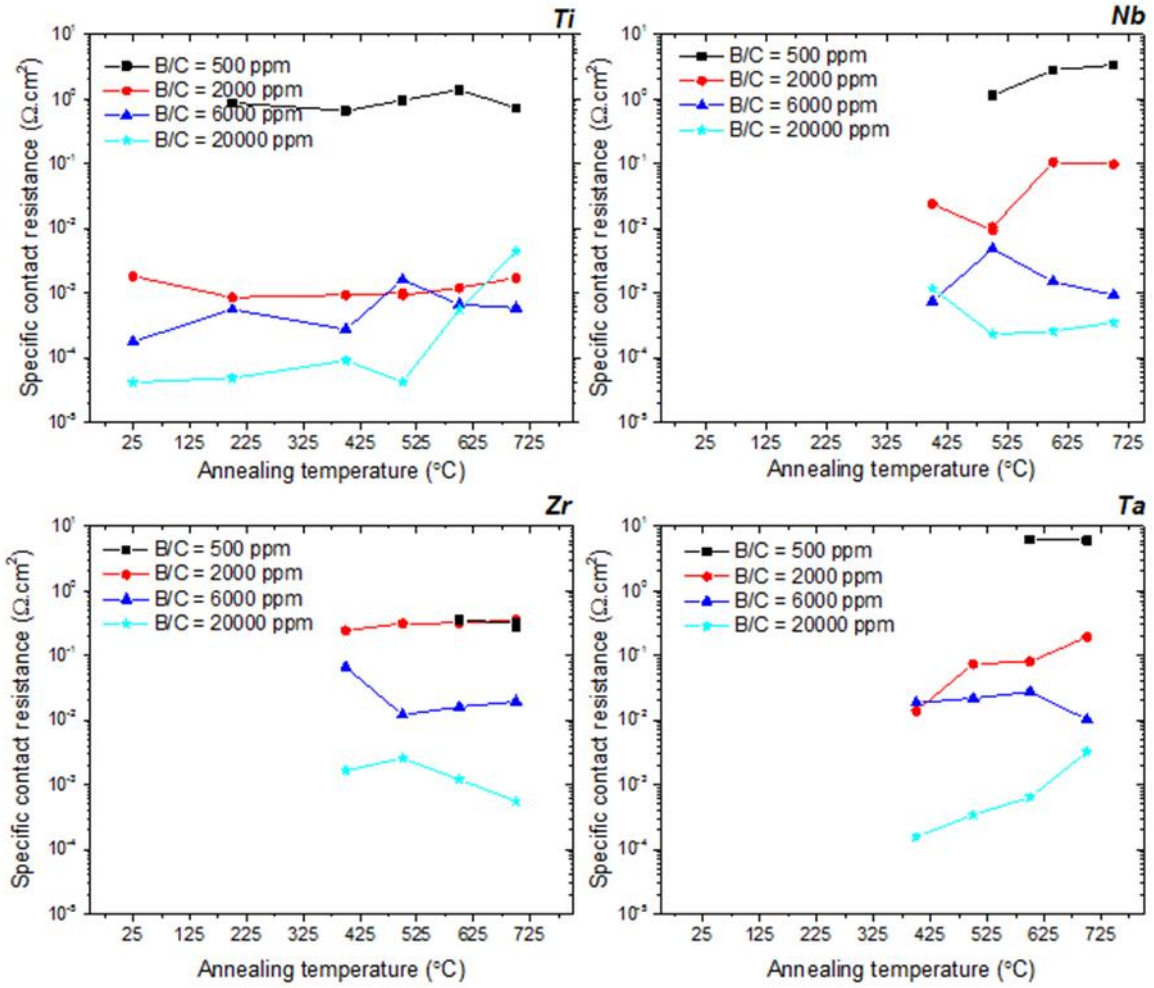 Ti
Specific contact resistance (Ω.cm²)
10¹
10⁰
10⁻¹
10⁻²
10⁻³
10⁻⁴
10⁻⁵
B/C = 500 ppm
B/C = 2000 ppm
B/C = 6000 ppm
B/C = 20000 ppm
25 125 225 325 425 525 625 725
Annealing temperature (°C)
Nb
Specific contact resistance (Ω.cm²)
10¹
10⁰
10⁻¹
10⁻²
10⁻³
10⁻⁴
10⁻⁵
B/C = 500 ppm
B/C = 2000 ppm
B/C = 6000 ppm
B/C = 20000 ppm
25 125 225 325 425 525 625 725
Annealing temperature (°C)
Zr
Specific contact resistance (Ω.cm²)
10¹
10⁰
10⁻¹
10⁻²
10⁻³
10⁻⁴
10⁻⁵
B/C = 500 ppm
B/C = 2000 ppm
B/C = 6000 ppm
B/C = 20000 ppm
25 125 225 325 425 525 625 725
Annealing temperature (°C)
Ta
Specific contact resistance (Ω.cm²)
10¹
10⁰
10⁻¹
10⁻²
10⁻³
10⁻⁴
10⁻⁵
B/C = 500 ppm
B/C = 2000 ppm
B/C = 6000 ppm
B/C = 20000 ppm
25 125 225 325 425 525 625 725
Annealing temperature (°C)